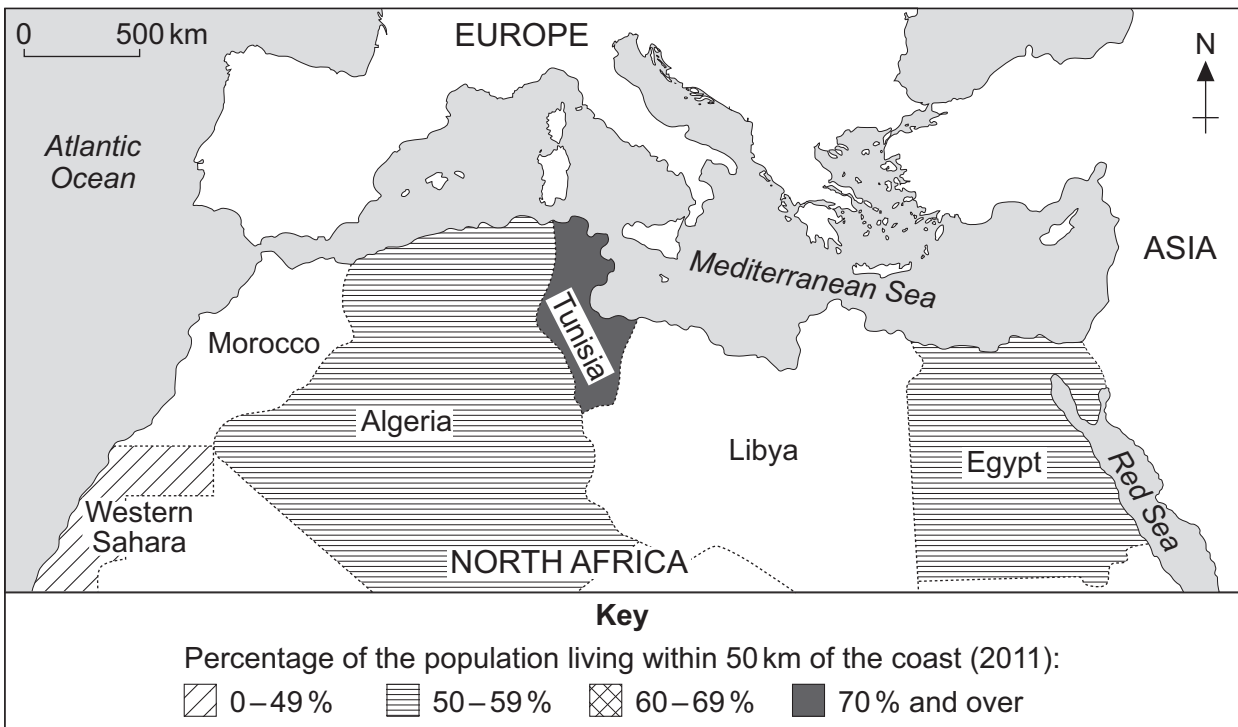 0 500 km
EUROPE
N
Atlantic
Ocean
ASIA
Mediterranean Sea
Tunisia
Morocco
Algeria
Libya
Egypt
Red Sea
Western
Sahara
NORTH AFRICA
Key
Percentage of the population living within 50 km of the coast (2011):
0 – 49 % 50 – 59 % 60 – 69 % 70 % and over